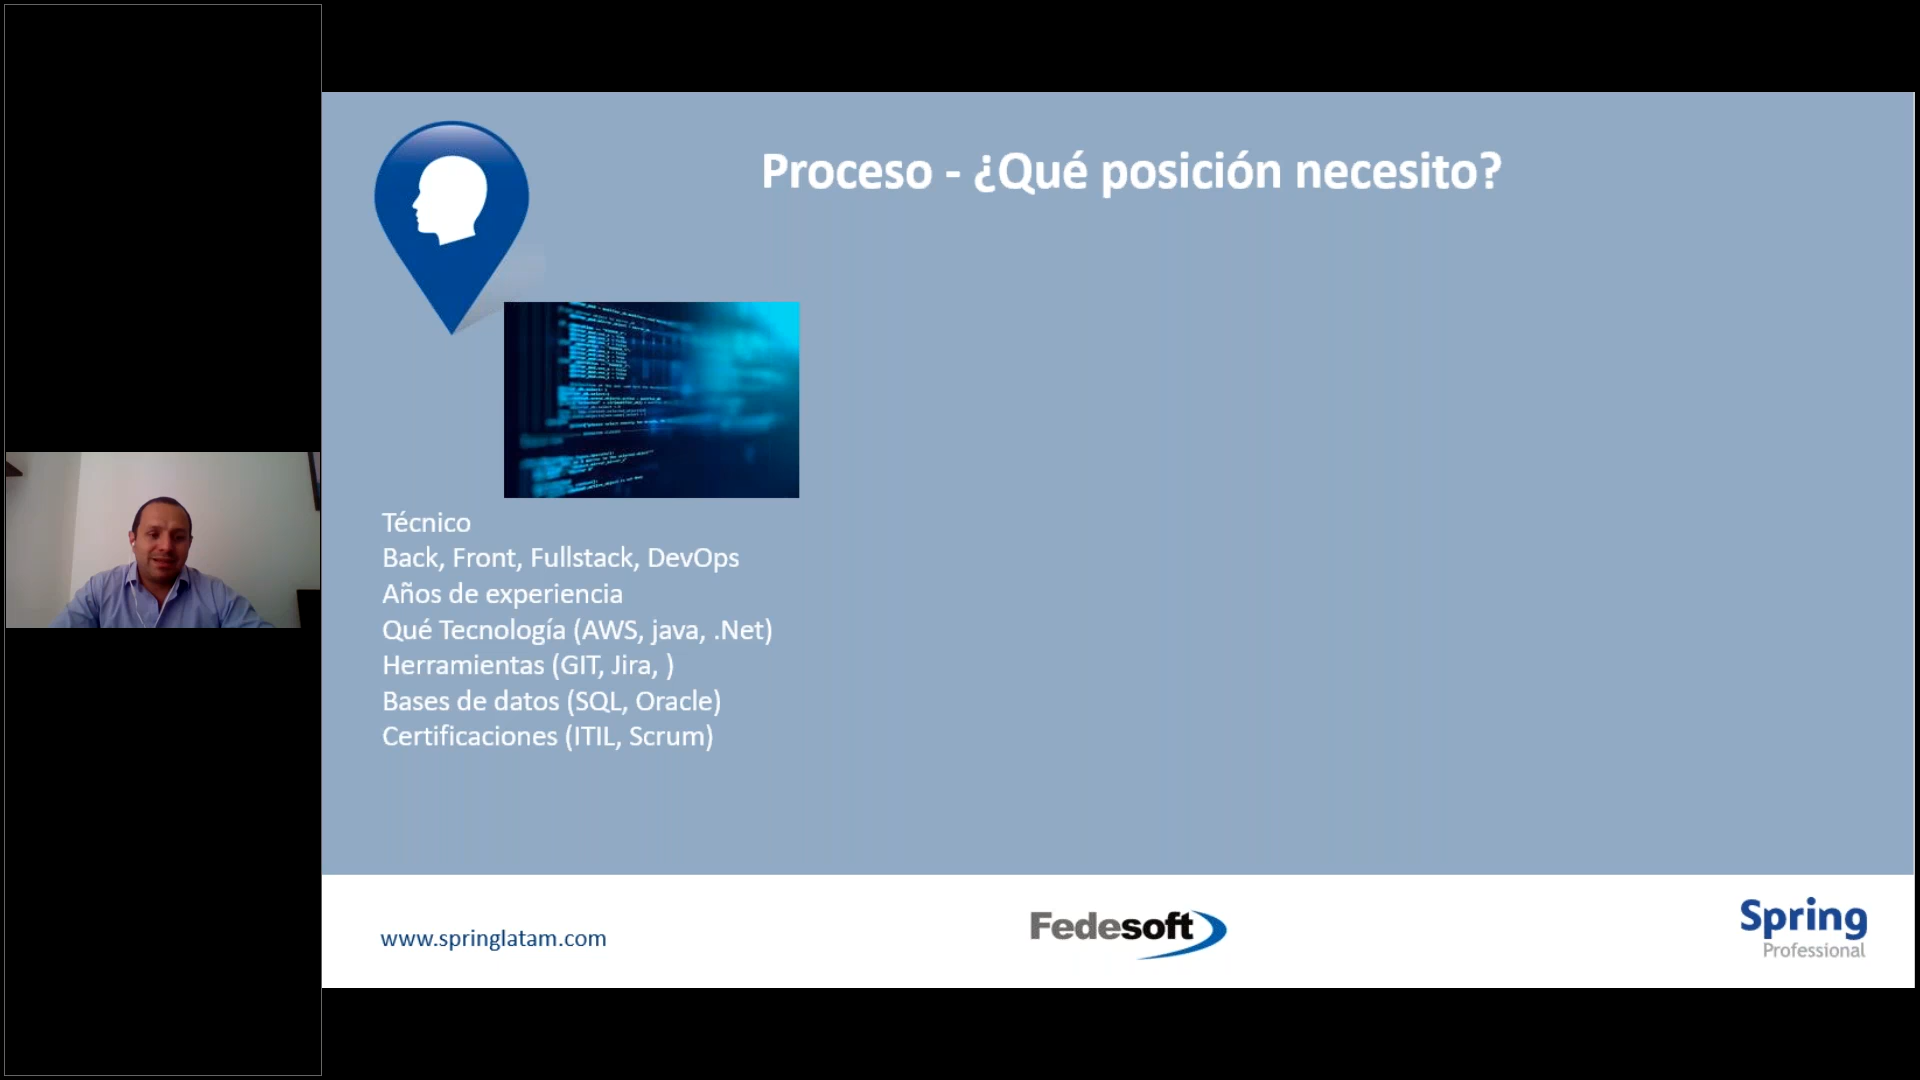 Proceso - ¿Qué posición necesito?
Técnico
Back, Front, Fullstack, DevOps
Años de experiencia
Qué Tecnología (AWS, java, .Net)
Herramientas (GIT, Jira, )
Bases de datos (SQL, Oracle)
Certificaciones (ITIL, Scrum)
www.springlatam.com
Fedesoft
Spring
Professional